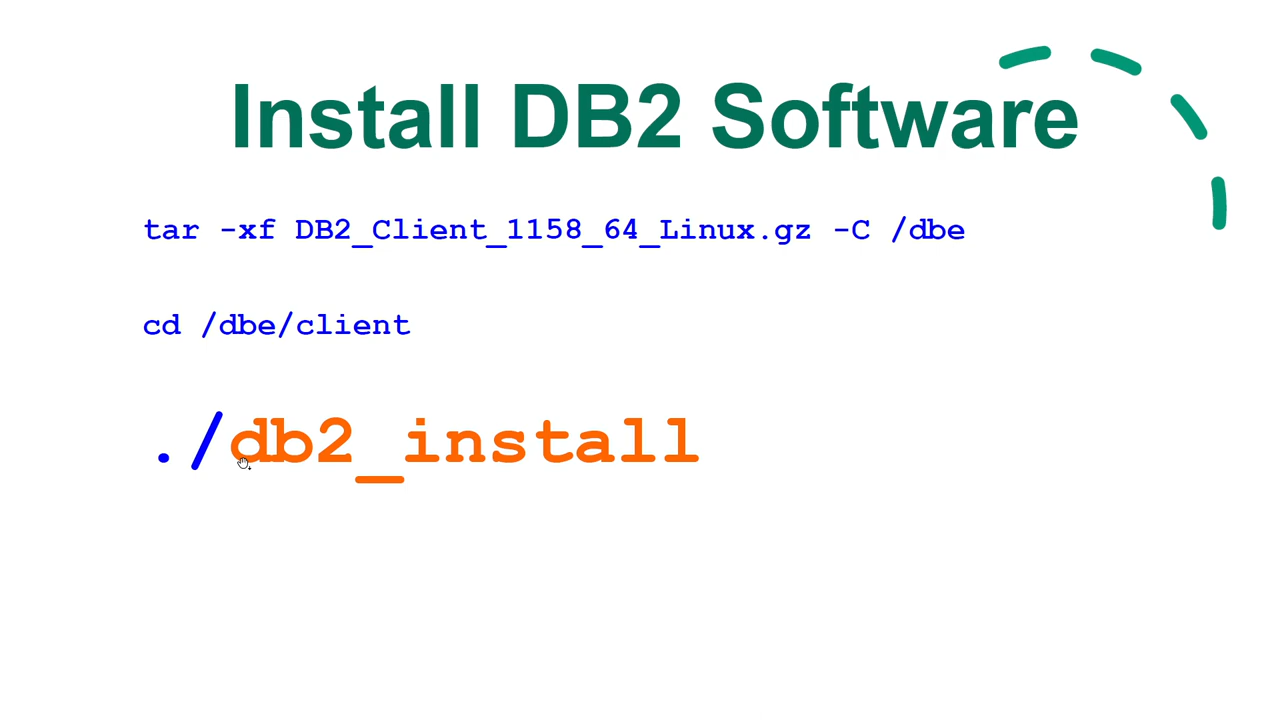 Install DB2 Software
tar -xf DB2_Client_1158_64_Linux.gz -C /dbe
cd /dbe/client
./db2_install